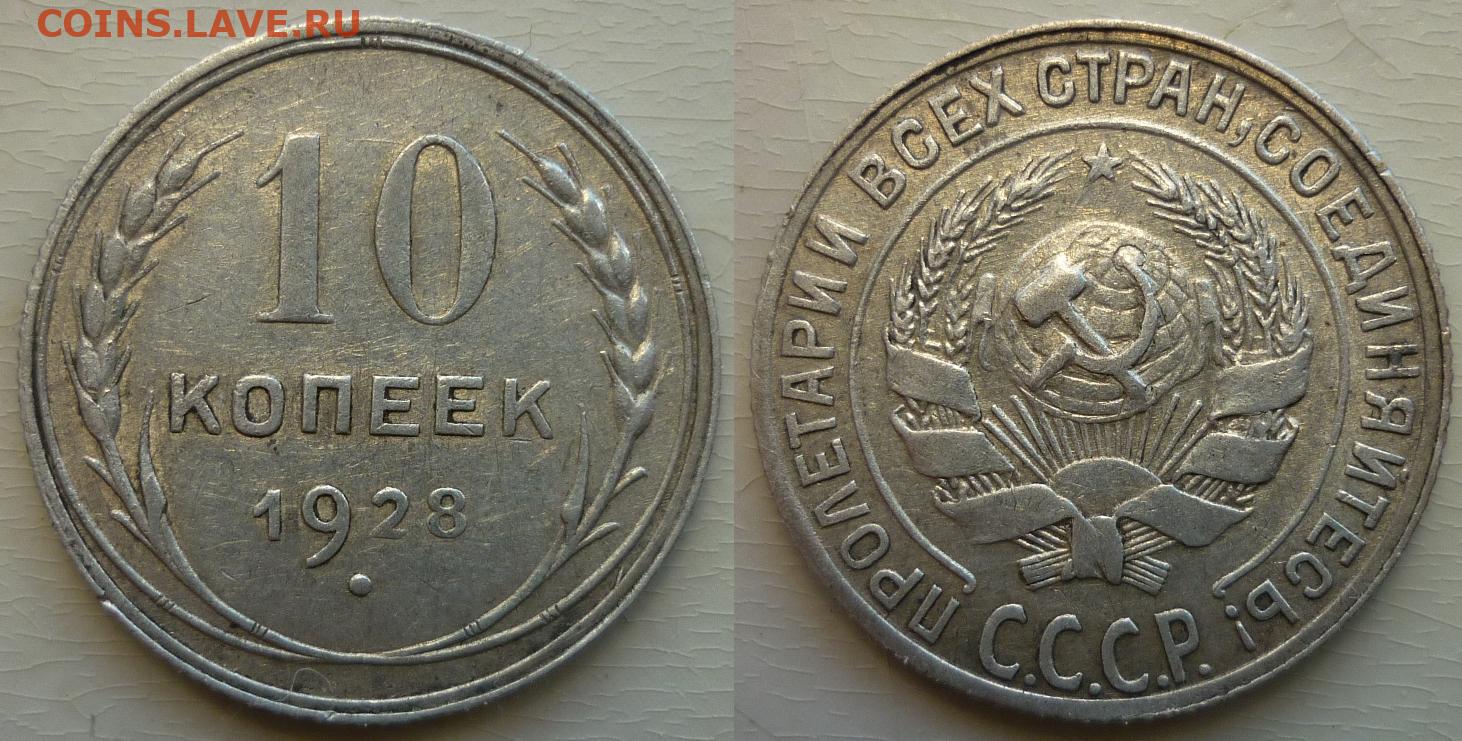 COINS.LAVE.RU
10
КОПЕЕК
1928
ПРОЛЕТАРИИ ВСЕХ СТРАН, СОЕДИНЯЙТЕСЬ!
С.С.С.Р.